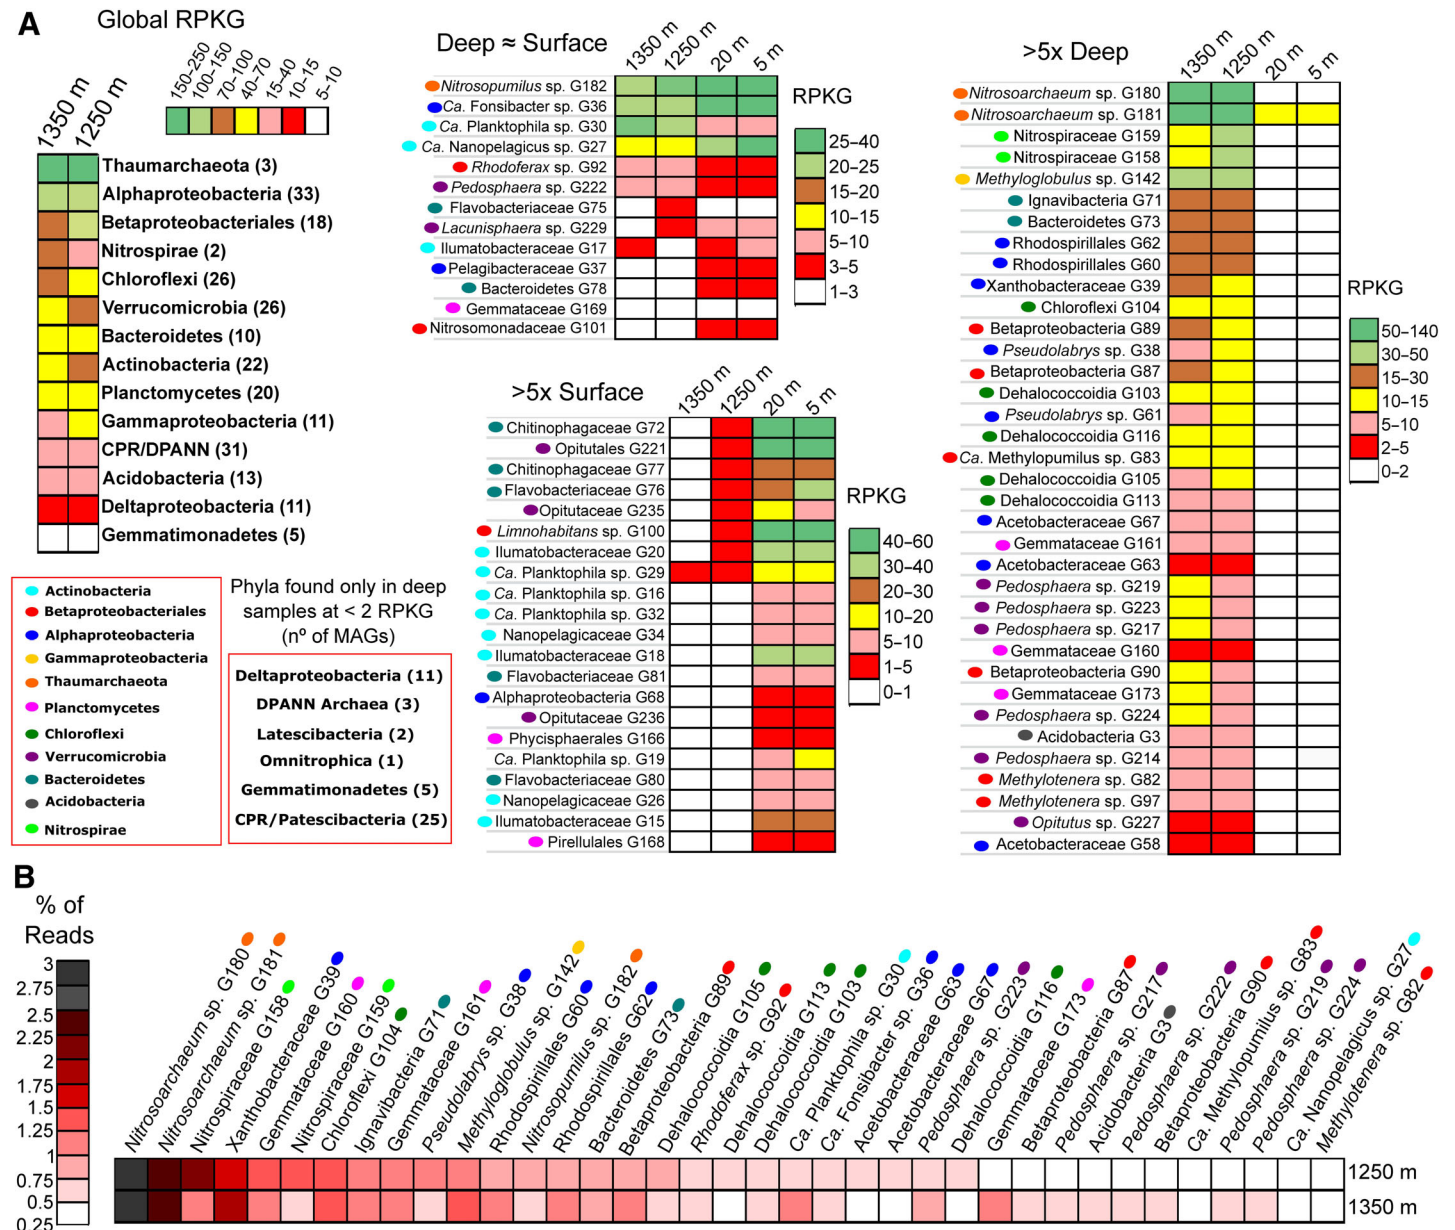 A
Global RPKG
150–250
100–150
70–100
40–70
15–40
10–15
5–10
1350 m
1250 m
Thaumarchaeota (3)
Alphaproteobacteria (33)
Betaproteobacteriales (18)
Nitrospirae (2)
Chloroflexi (26)
Verrucomicrobia (26)
Bacteroidetes (10)
Actinobacteria (22)
Planctomycetes (20)
Gammaproteobacteria (11)
CPR/DPANN (31)
Acidobacteria (13)
Deltaproteobacteria (11)
Gemmatimonadetes (5)
Actinobacteria
Betaproteobacteriales
Alphaproteobacteria
Gammaproteobacteria
Thaumarchaeota
Planctomycetes
Chloroflexi
Verrucomicrobia
Bacteroidetes
Acidobacteria
Nitrospirae
Phyla found only in deep
samples at < 2 RPKG
(nº of MAGs)
Deltaproteobacteria (11)
DPANN Archaea (3)
Latescibacteria (2)
Omnitrophica (1)
Gemmatimonadetes (5)
CPR/Patescibacteria (25)
Deep ≈ Surface
1350 m
1250 m
20 m
5 m
Nitrosopumilus sp. G182
Ca. Fonsibacter sp. G36
Ca. Planktophila sp. G30
Ca. Nanopelagicus sp. G27
Rhodoferax sp. G92
Pedosphaera sp. G222
Flavobacteriaceae G75
Lacunisphaera sp. G229
Ilumatobacteraceae G17
Pelagibacteraceae G37
Bacteroidetes G78
Gemmataceae G169
Nitrosomonadaceae G101
RPKG
25–40
20–25
15–20
10–15
5–10
3–5
1–3
>5x Surface
1350 m
1250 m
20 m
5 m
Chitinophagaceae G72
Opitutales G221
Chitinophagaceae G77
Flavobacteriaceae G76
Opitutaceae G235
Limnohabitans sp. G100
Ilumatobacteraceae G20
Ca. Planktophila sp. G29
Ca. Planktophila sp. G16
Ca. Planktophila sp. G32
Nanopelagicaceae G34
Ilumatobacteraceae G18
Flavobacteriaceae G81
Alphaproteobacteria G68
Opitutaceae G236
Phycisphaerales G166
Ca. Planktophila sp. G19
Flavobacteriaceae G80
Nanopelagicaceae G26
Ilumatobacteraceae G15
Pirellulales G168
RPKG
40–60
30–40
20–30
10–20
5–10
1–5
0–1
>5x Deep
1350 m
1250 m
20 m
5 m
Nitrosoarchaeum sp. G180
Nitrosoarchaeum sp. G181
Nitrospiraceae G159
Nitrospiraceae G158
Methyloglobulus sp. G142
Ignavibacteria G71
Bacteroidetes G73
Rhodospirillales G62
Rhodospirillales G60
Xanthobacteraceae G39
Chloroflexi G104
Betaproteobacteria G89
Pseudolabrys sp. G38
Betaproteobacteria G87
Dehalococcoidia G103
Pseudolabrys sp. G61
Dehalococcoidia G116
Ca. Methylopumilus sp. G83
Dehalococcoidia G105
Dehalococcoidia G113
Acetobacteraceae G67
Gemmataceae G161
Acetobacteraceae G63
Pedosphaera sp. G219
Pedosphaera sp. G223
Pedosphaera sp. G217
Gemmataceae G160
Betaproteobacteria G90
Gemmataceae G173
Pedosphaera sp. G224
Acidobacteria G3
Pedosphaera sp. G214
Methylotenera sp. G82
Methylotenera sp. G97
Opitutus sp. G227
Acetobacteraceae G58
RPKG
50–140
30–50
15–30
10–15
5–10
2–5
0–2
B
% of
Reads
3
2.75
2.5
2.25
2
1.75
1.5
1.25
1
0.75
0.5
0.25
Nitrosoarchaeum sp. G180
Nitrosoarchaeum sp. G181
Nitrospiraceae G158
Xanthobacteraceae G39
Gemmataceae G160
Nitrospiraceae G159
Chloroflexi G104
Ignavibacteria G71
Gemmataceae G161
Pseudolabrys sp. G38
Methyloglobulus sp. G142
Rhodospirillales G60
Nitrosopumilus sp. G182
Rhodospirillales G62
Bacteroidetes G73
Betaproteobacteria G89
Dehalococcoidia G105
Rhodoferax sp. G92
Dehalococcoidia G113
Dehalococcoidia G103
Ca. Planktophila sp. G30
Ca. Fonsibacter sp. G36
Acetobacteraceae G63
Acetobacteraceae G67
Pedosphaera sp. G223
Dehalococcoidia G116
Gemmataceae G173
Betaproteobacteria G87
Pedosphaera sp. G217
Acidobacteria G3
Pedosphaera sp. G222
Betaproteobacteria G90
Ca. Methylopumilus sp. G83
Pedosphaera sp. G219
Pedosphaera sp. G224
Ca. Nanopelagicus sp. G27
Methylotenera sp. G82
1250 m
1350 m